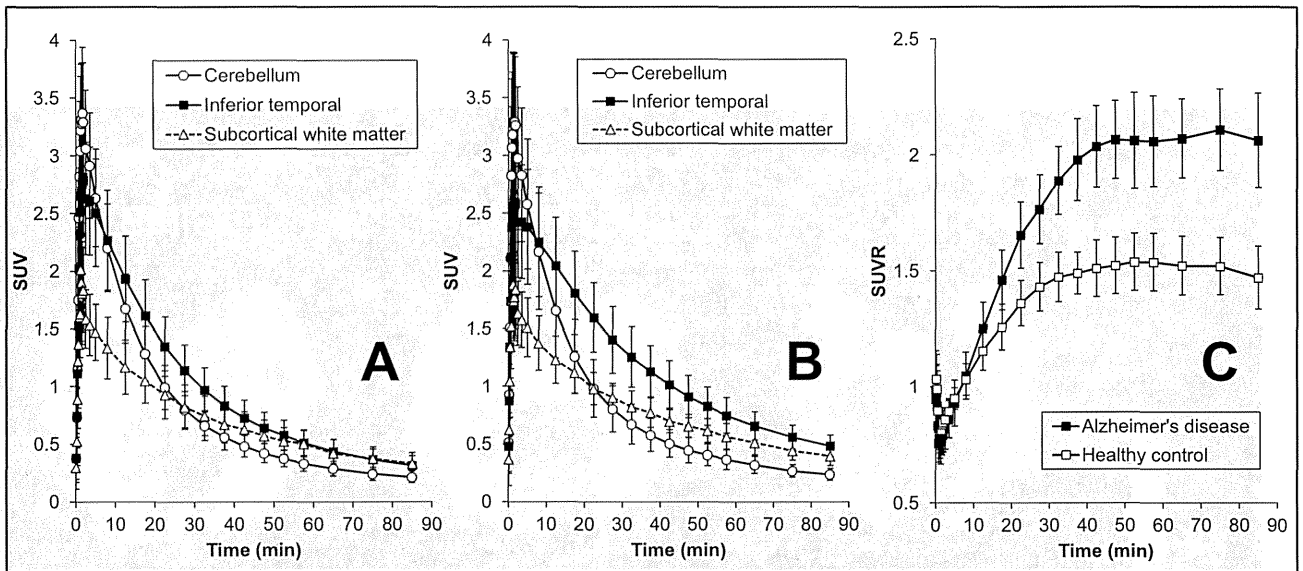 4
3.5
3
2.5
2
1.5
1
0.5
0
SUV
0 10 20 30 40 50 60 70 80 90
Time (min)
Cerebellum
Inferior temporal
Subcortical white matter
A
4
3.5
3
2.5
2
1.5
1
0.5
0
SUV
0 10 20 30 40 50 60 70 80 90
Time (min)
Cerebellum
Inferior temporal
Subcortical white matter
B
2.5
2
1.5
1
0.5
SUVR
0 10 20 30 40 50 60 70 80 90
Time (min)
C
Alzheimer's disease
Healthy control